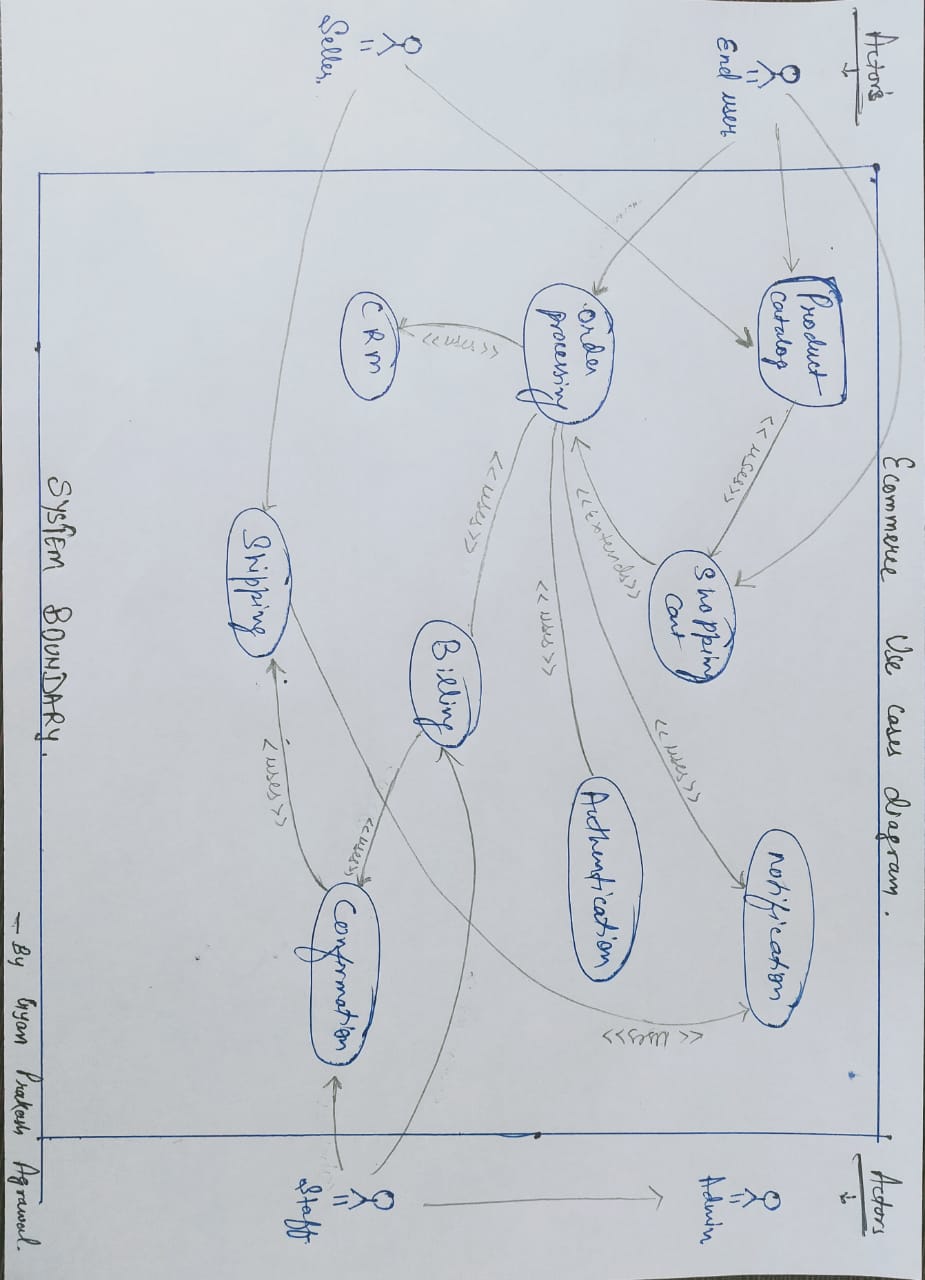 Ecommerce Use cases diagram.
Actor's
Actors
Product
catalog
End user
<<uses>>
notification
Admin
Shopping
cart
<<uses>>
<<uses>>
<<Extends>>
Order
processing
Authentication
<<uses>>
<<uses>>
<<uses>>
Billing
CRM
Seller.
<<uses>>
Confirmation
Staff
<uses>>
Shipping
SYSTEM BOUNDARY.
— By Gyan Prakash Agrawal.